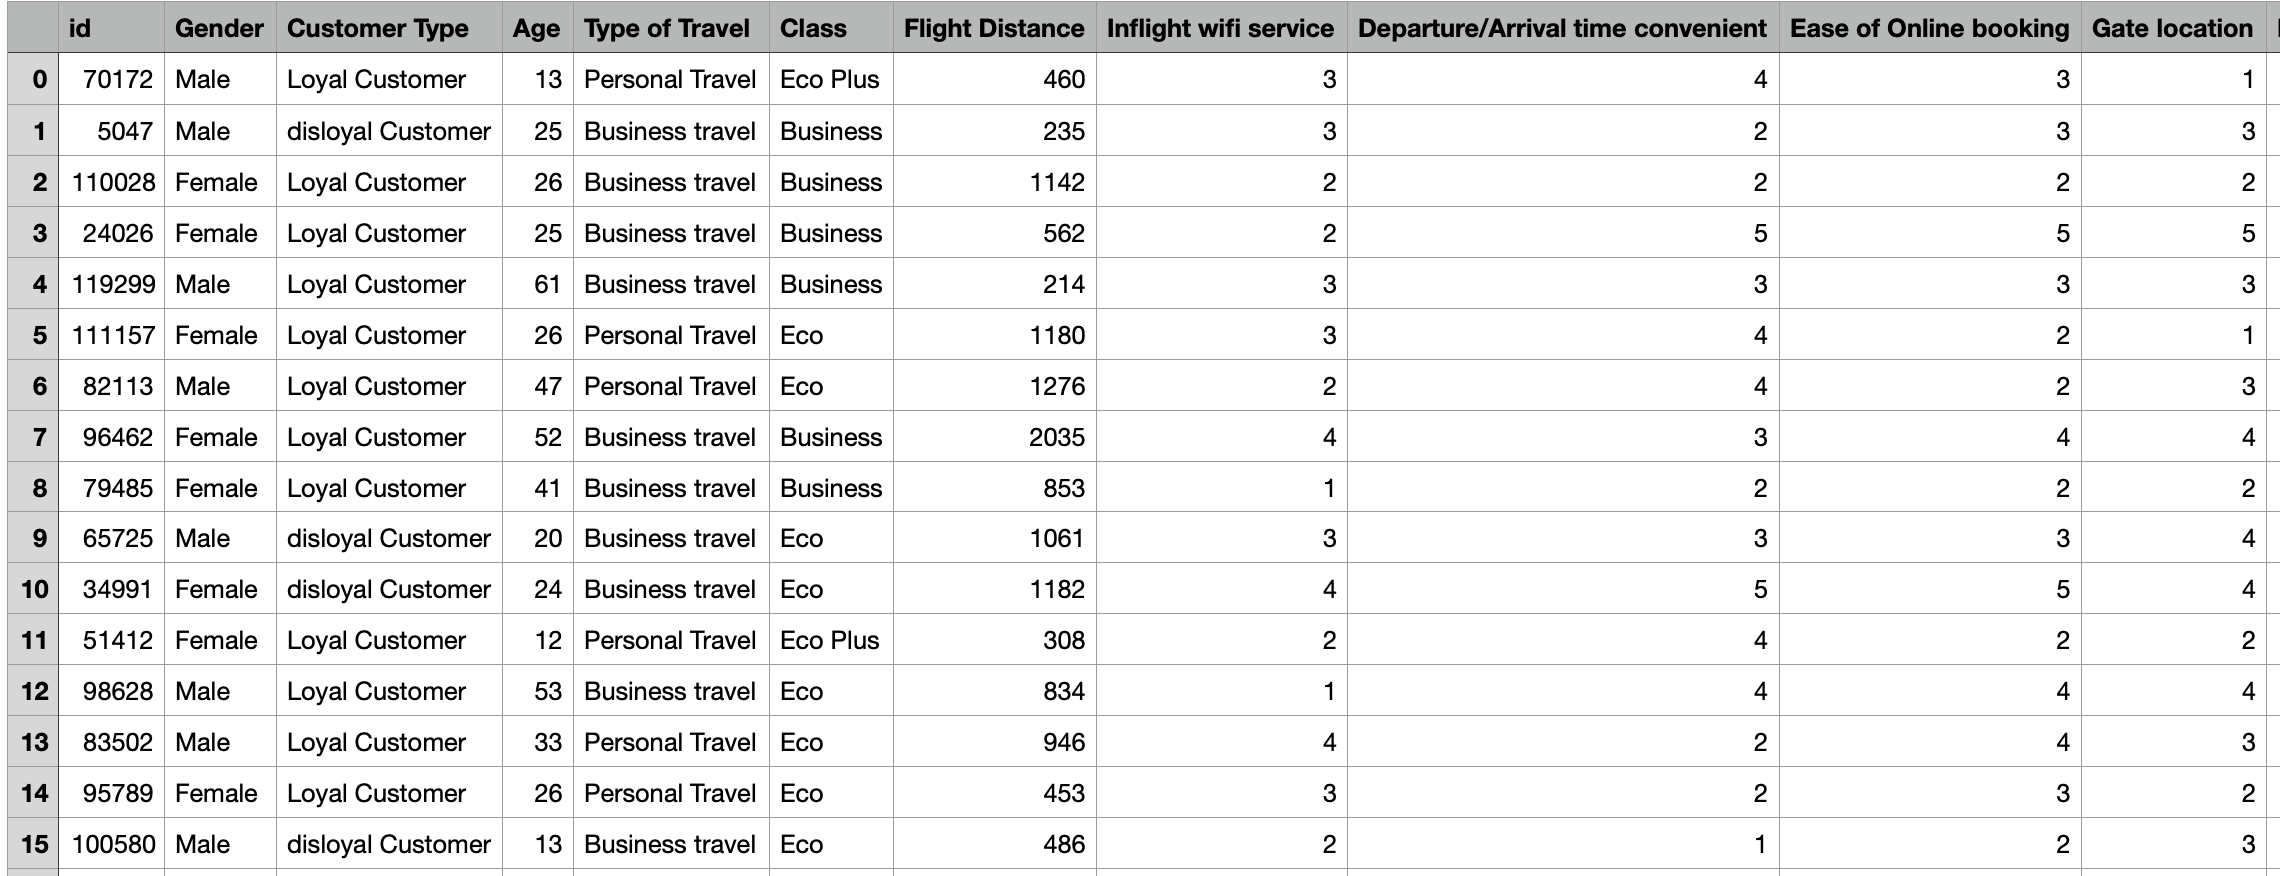 id Gender Customer Type Age Type of Travel Class Flight Distance Inflight wifi service Departure/Arrival time convenient Ease of Online booking Gate location
0 70172 Male Loyal Customer 13 Personal Travel Eco Plus 460 3 4 3 1
1 5047 Male disloyal Customer 25 Business travel Business 235 3 2 3 3
2 110028 Female Loyal Customer 26 Business travel Business 1142 2 2 2 2
3 24026 Female Loyal Customer 25 Business travel Business 562 2 5 5 5
4 119299 Male Loyal Customer 61 Business travel Business 214 3 3 3 3
5 111157 Female Loyal Customer 26 Personal Travel Eco 1180 3 4 2 1
6 82113 Male Loyal Customer 47 Personal Travel Eco 1276 2 4 2 3
7 96462 Female Loyal Customer 52 Business travel Business 2035 4 3 4 4
8 79485 Female Loyal Customer 41 Business travel Business 853 1 2 2 2
9 65725 Male disloyal Customer 20 Business travel Eco 1061 3 3 3 4
10 34991 Female disloyal Customer 24 Business travel Eco 1182 4 5 5 4
11 51412 Female Loyal Customer 12 Personal Travel Eco Plus 308 2 4 2 2
12 98628 Male Loyal Customer 53 Business travel Eco 834 1 4 4 4
13 83502 Male Loyal Customer 33 Personal Travel Eco 946 4 2 4 3
14 95789 Female Loyal Customer 26 Personal Travel Eco 453 3 2 3 2
15 100580 Male disloyal Customer 13 Business travel Eco 486 2 1 2 3